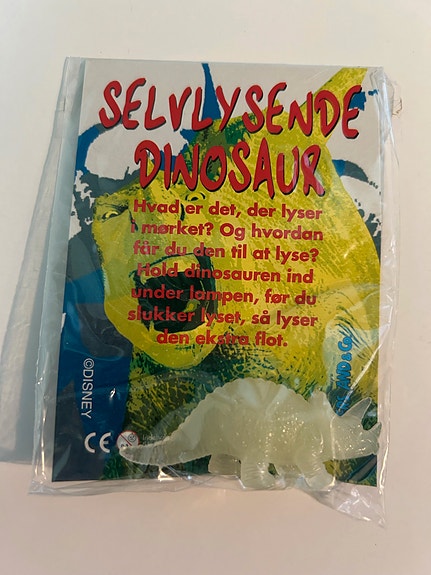 SELVLYSENDE
DINOSAUR
Hvad er det, der lyser
i mørket? Og hvordan
får du den til at lyse?
Hold dinosauren ind
under lampen, før du
slukker lyset, så lyser
den ekstra flot.
©DISNEY
CE